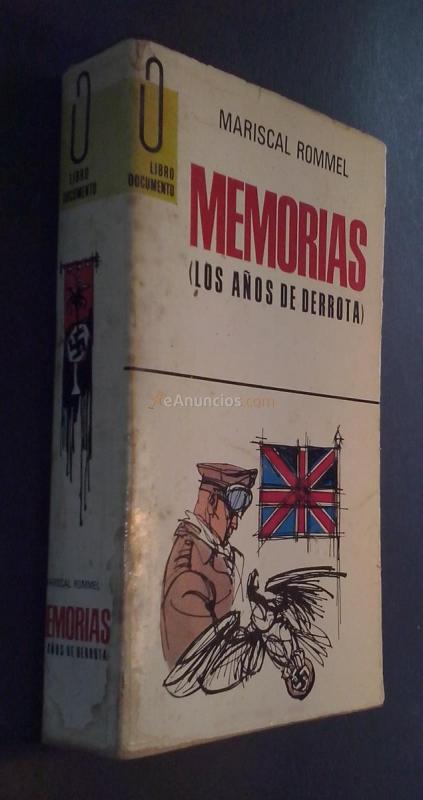 LIBRO
DOCUMENTO
MARISCAL ROMMEL
MEMORIAS
(LOS AÑOS DE DERROTA)
eAnuncios.com
LIBRO
DOCUMENTO
MARISCAL ROMMEL
MEMORIAS
AÑOS DE DERROTA)